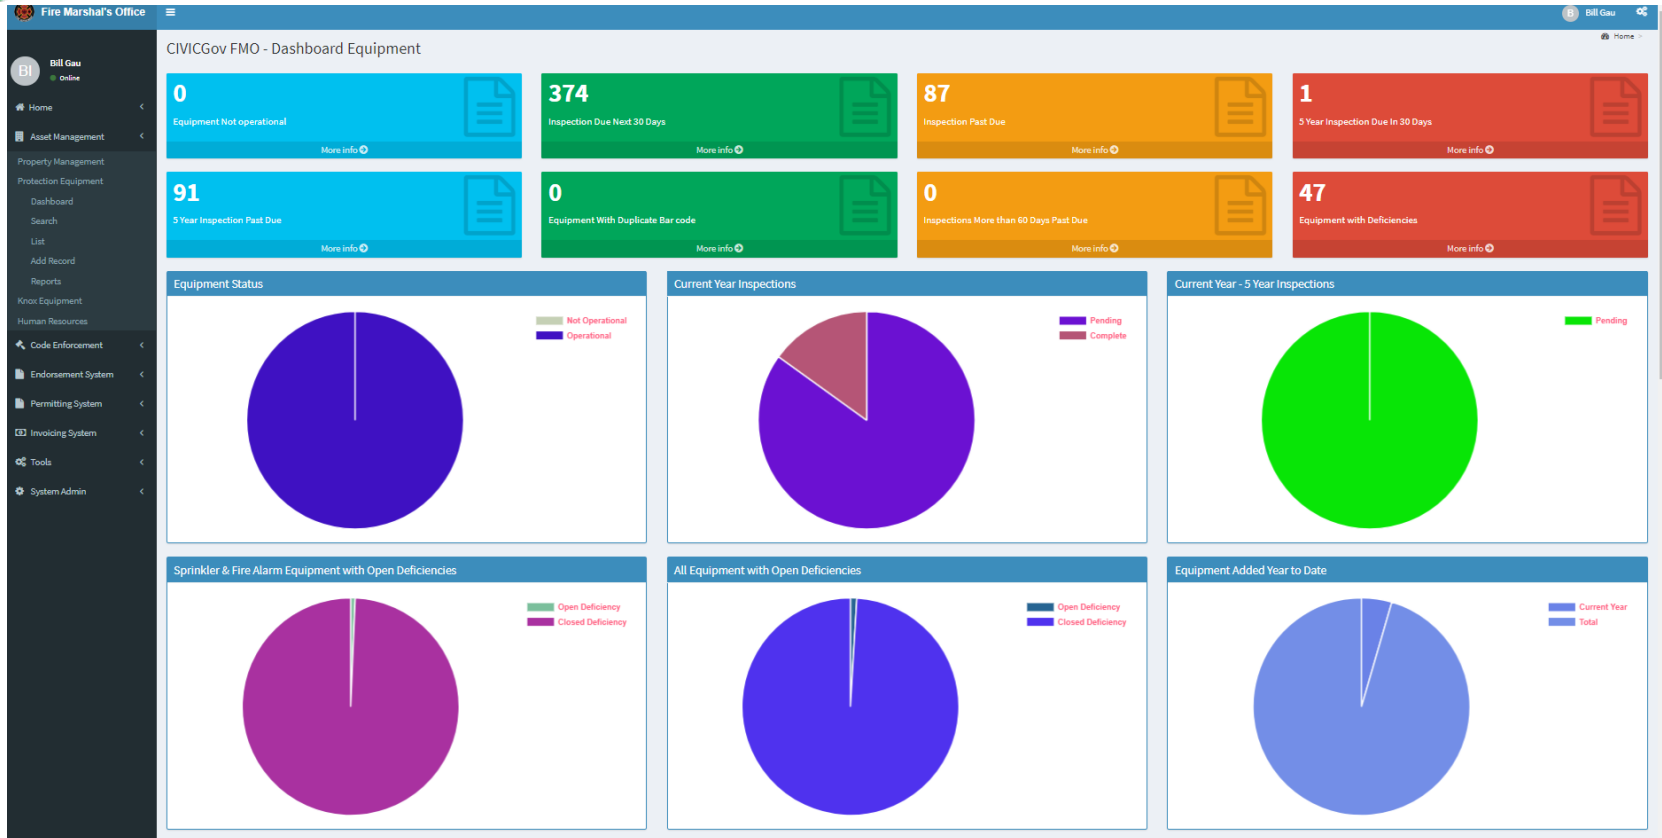 Fire Marshal's Office
B Bill Gau
Home >
BI
Bill Gau
Online
Home
Asset Management
Property Management
Protection Equipment
Dashboard
Search
List
Add Record
Reports
Knox Equipment
Human Resources
Code Enforcement
Endorsement System
Permitting System
Invoicing System
Tools
System Admin
CIVICGov FMO - Dashboard Equipment
0
Equipment Not operational
More info
374
Inspection Due Next 30 Days
More info
87
Inspection Past Due
More info
1
5 Year Inspection Due In 30 Days
More info
91
5 Year Inspection Past Due
More info
0
Equipment With Duplicate Bar code
More info
0
Inspections More than 60 Days Past Due
More info
47
Equipment with Deficiencies
More info
Equipment Status
Not Operational
Operational
Current Year Inspections
Pending
Complete
Current Year - 5 Year Inspections
Pending
Sprinkler & Fire Alarm Equipment with Open Deficiencies
Open Deficiency
Closed Deficiency
All Equipment with Open Deficiencies
Open Deficiency
Closed Deficiency
Equipment Added Year to Date
Current Year
Total